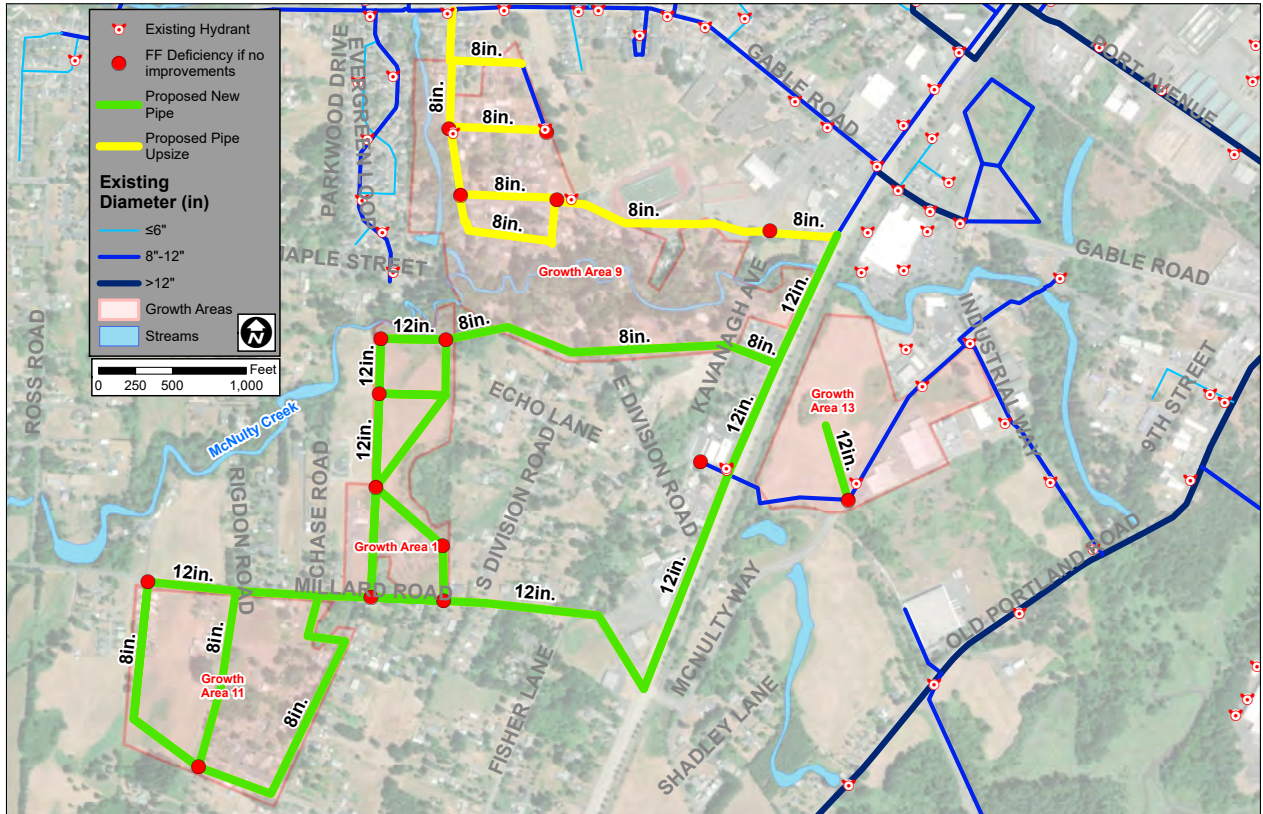 Existing Hydrant
FF Deficiency if no
improvements
Proposed New
Pipe
Proposed Pipe
Upsize
Existing
Diameter (in)
≤6"
8"-12"
>12"
Growth Areas
Streams
N
Feet
0 250 500 1,000
PARKWOOD DRIVE
EVERGREEN LOOP
GABLE ROAD
PORT AVENUE
8in.
8in.
8in.
8in.
8in.
8in.
8in.
MAPLE STREET
Growth Area 9
GABLE ROAD
KAVANAGH AVE
12in.
INDUSTRIAL WAY
ROSS ROAD
12in.
8in.
8in.
8in.
12in.
9TH STREET
ECHO LANE
E DIVISION ROAD
Growth
Area 13
12in.
McNulty Creek
12in.
12in.
RIGDON ROAD
CHASE ROAD
S DIVISION ROAD
Growth Area 1
12in.
MILLARD ROAD
12in.
12in.
MCNULTY WAY
OLD PORTLAND ROAD
8in.
8in.
Growth
Area 11
8in.
FISHER LANE
SHADLEY LANE